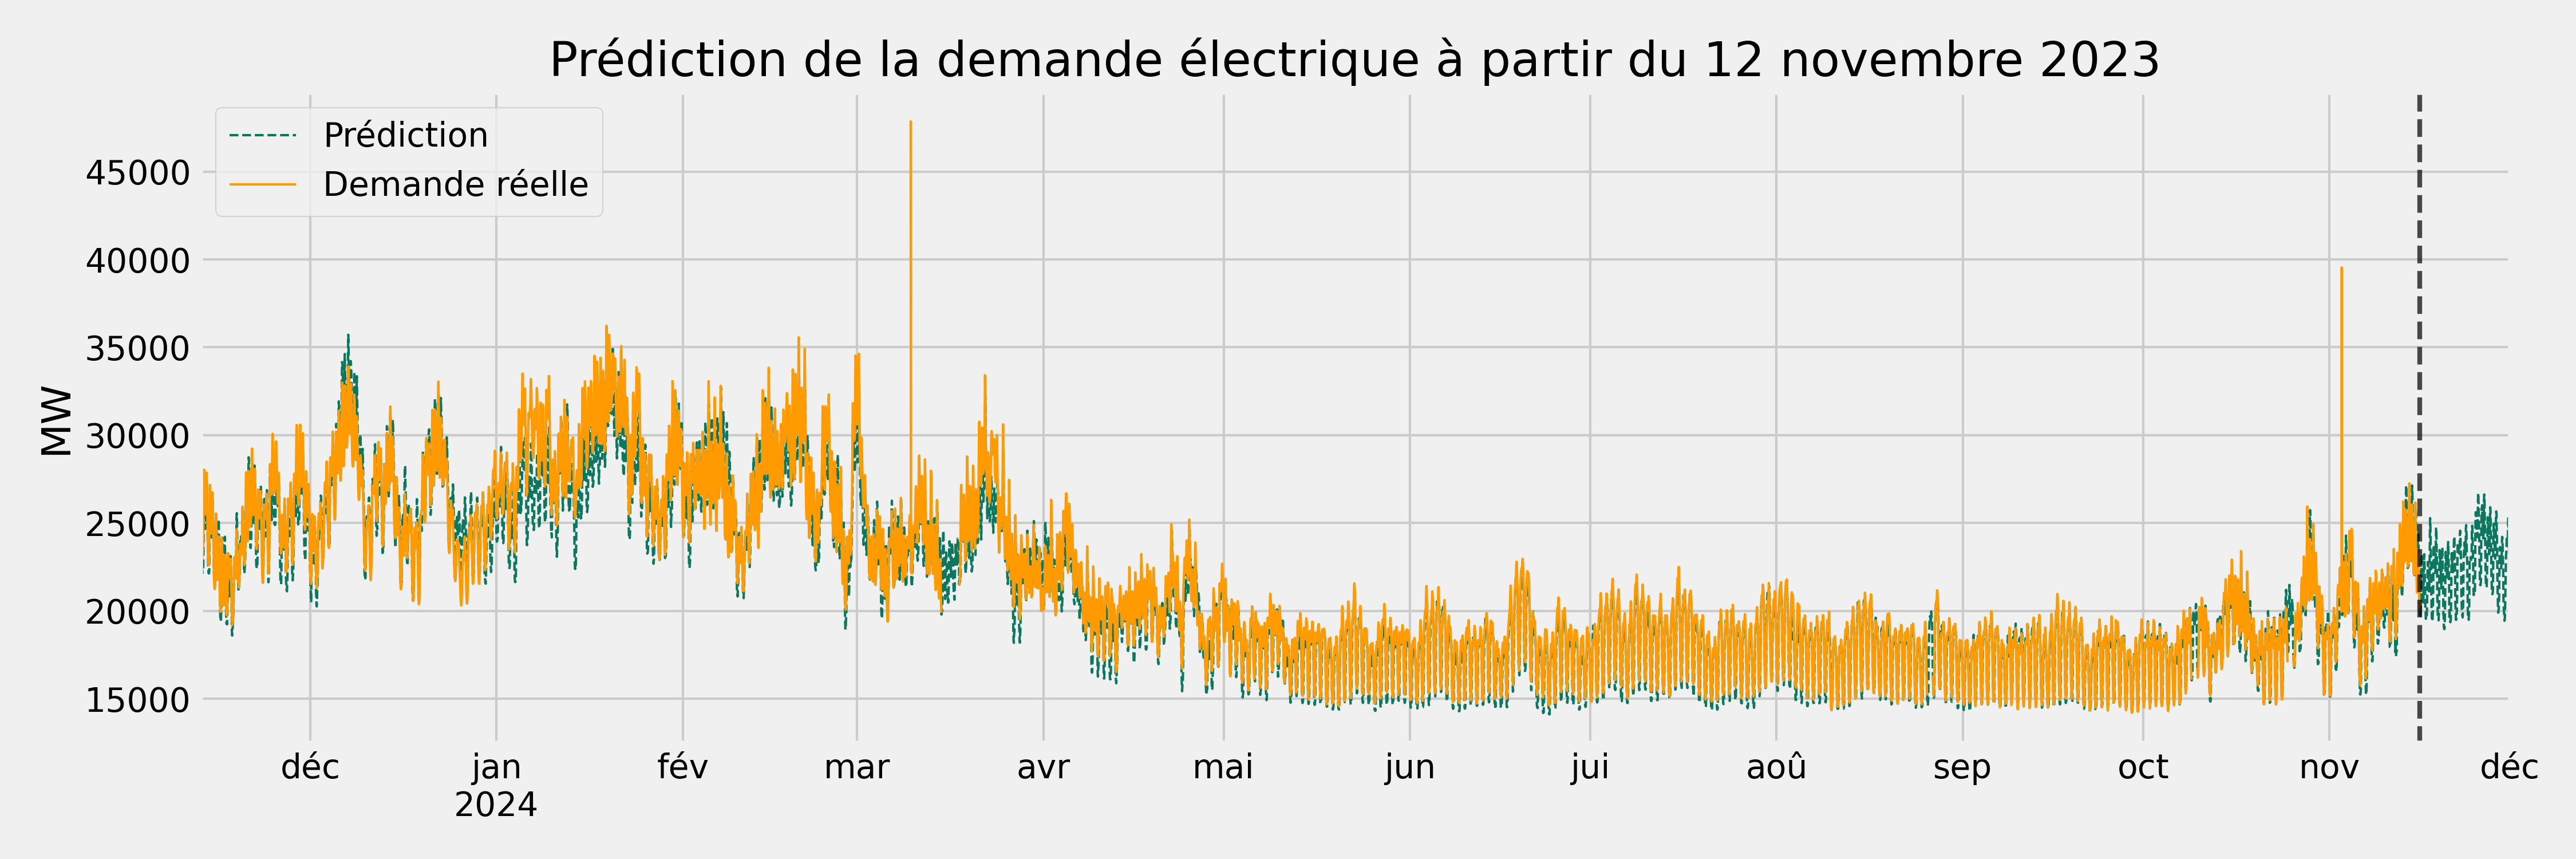 Prédiction de la demande électrique à partir du 12 novembre 2023
Prédiction
Demande réelle
MW
45000
40000
35000
30000
25000
20000
15000
déc jan fév mar avr mai jun jui aoû sep oct nov déc
2024